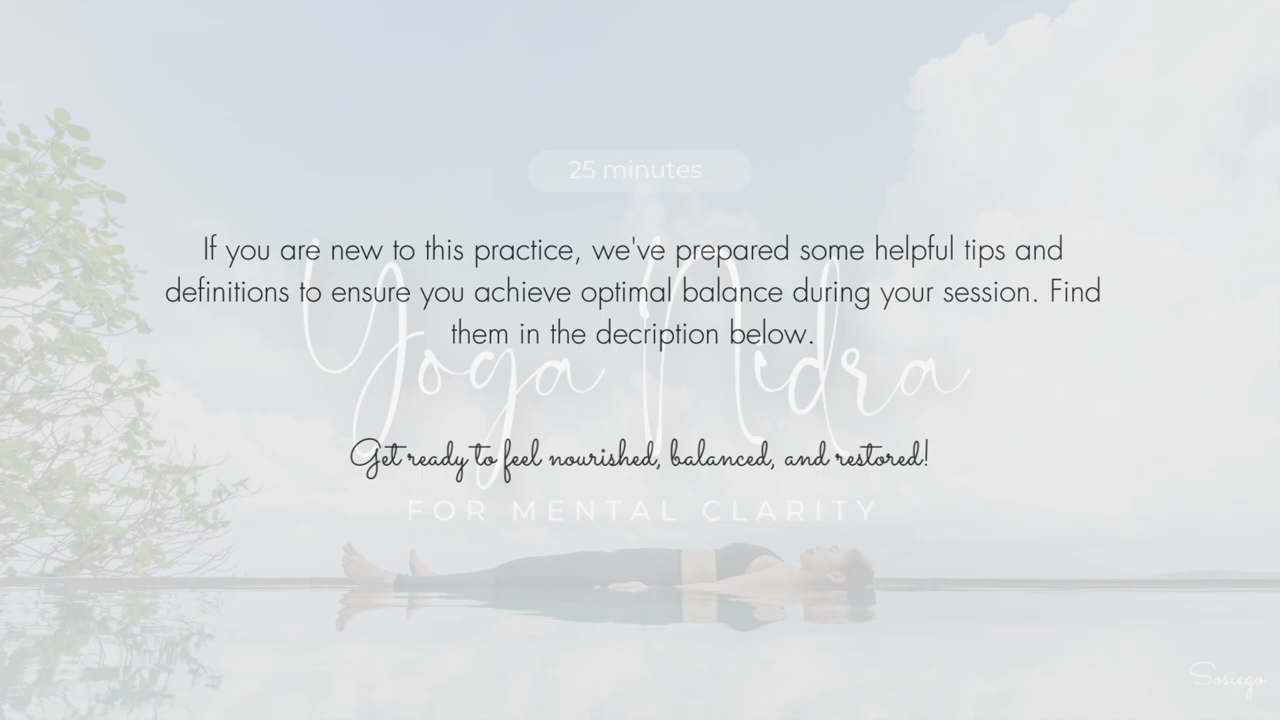 25 minutes
If you are new to this practice, we've prepared some helpful tips and
definitions to ensure you achieve optimal balance during your session. Find
them in the decription below.
Yoga Nidra
Get ready to feel nourished, balanced, and restored!
FOR MENTAL CLARITY
Sosiego